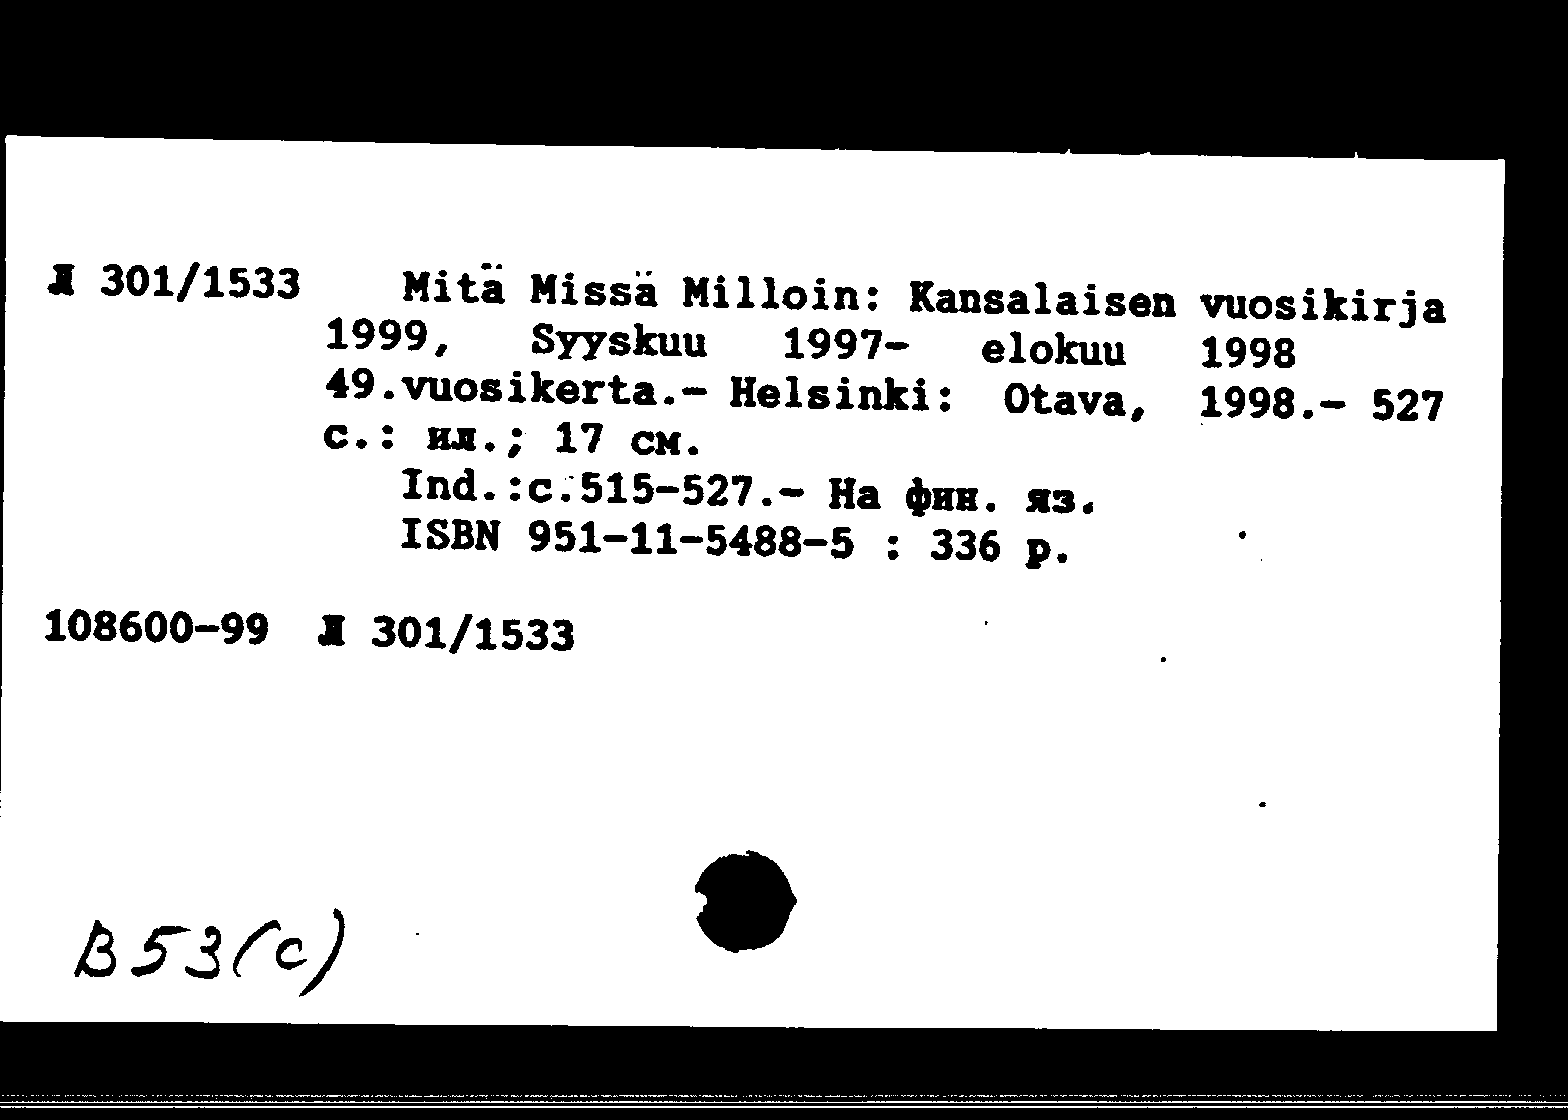 Л 301/1533 Mitä Missä Milloin: Kansalaisen vuosikirja
1999, Syyskuu 1997- elokuu 1998
49.vuosikerta.- Helsinki: Otava, 1998.- 527
с.: ил.; 17 см.
Ind.:с.515-527.- На фин. яз.
ISBN 951-11-5488-5 : 336 р.
108600-99 Л 301/1533
В53(с)